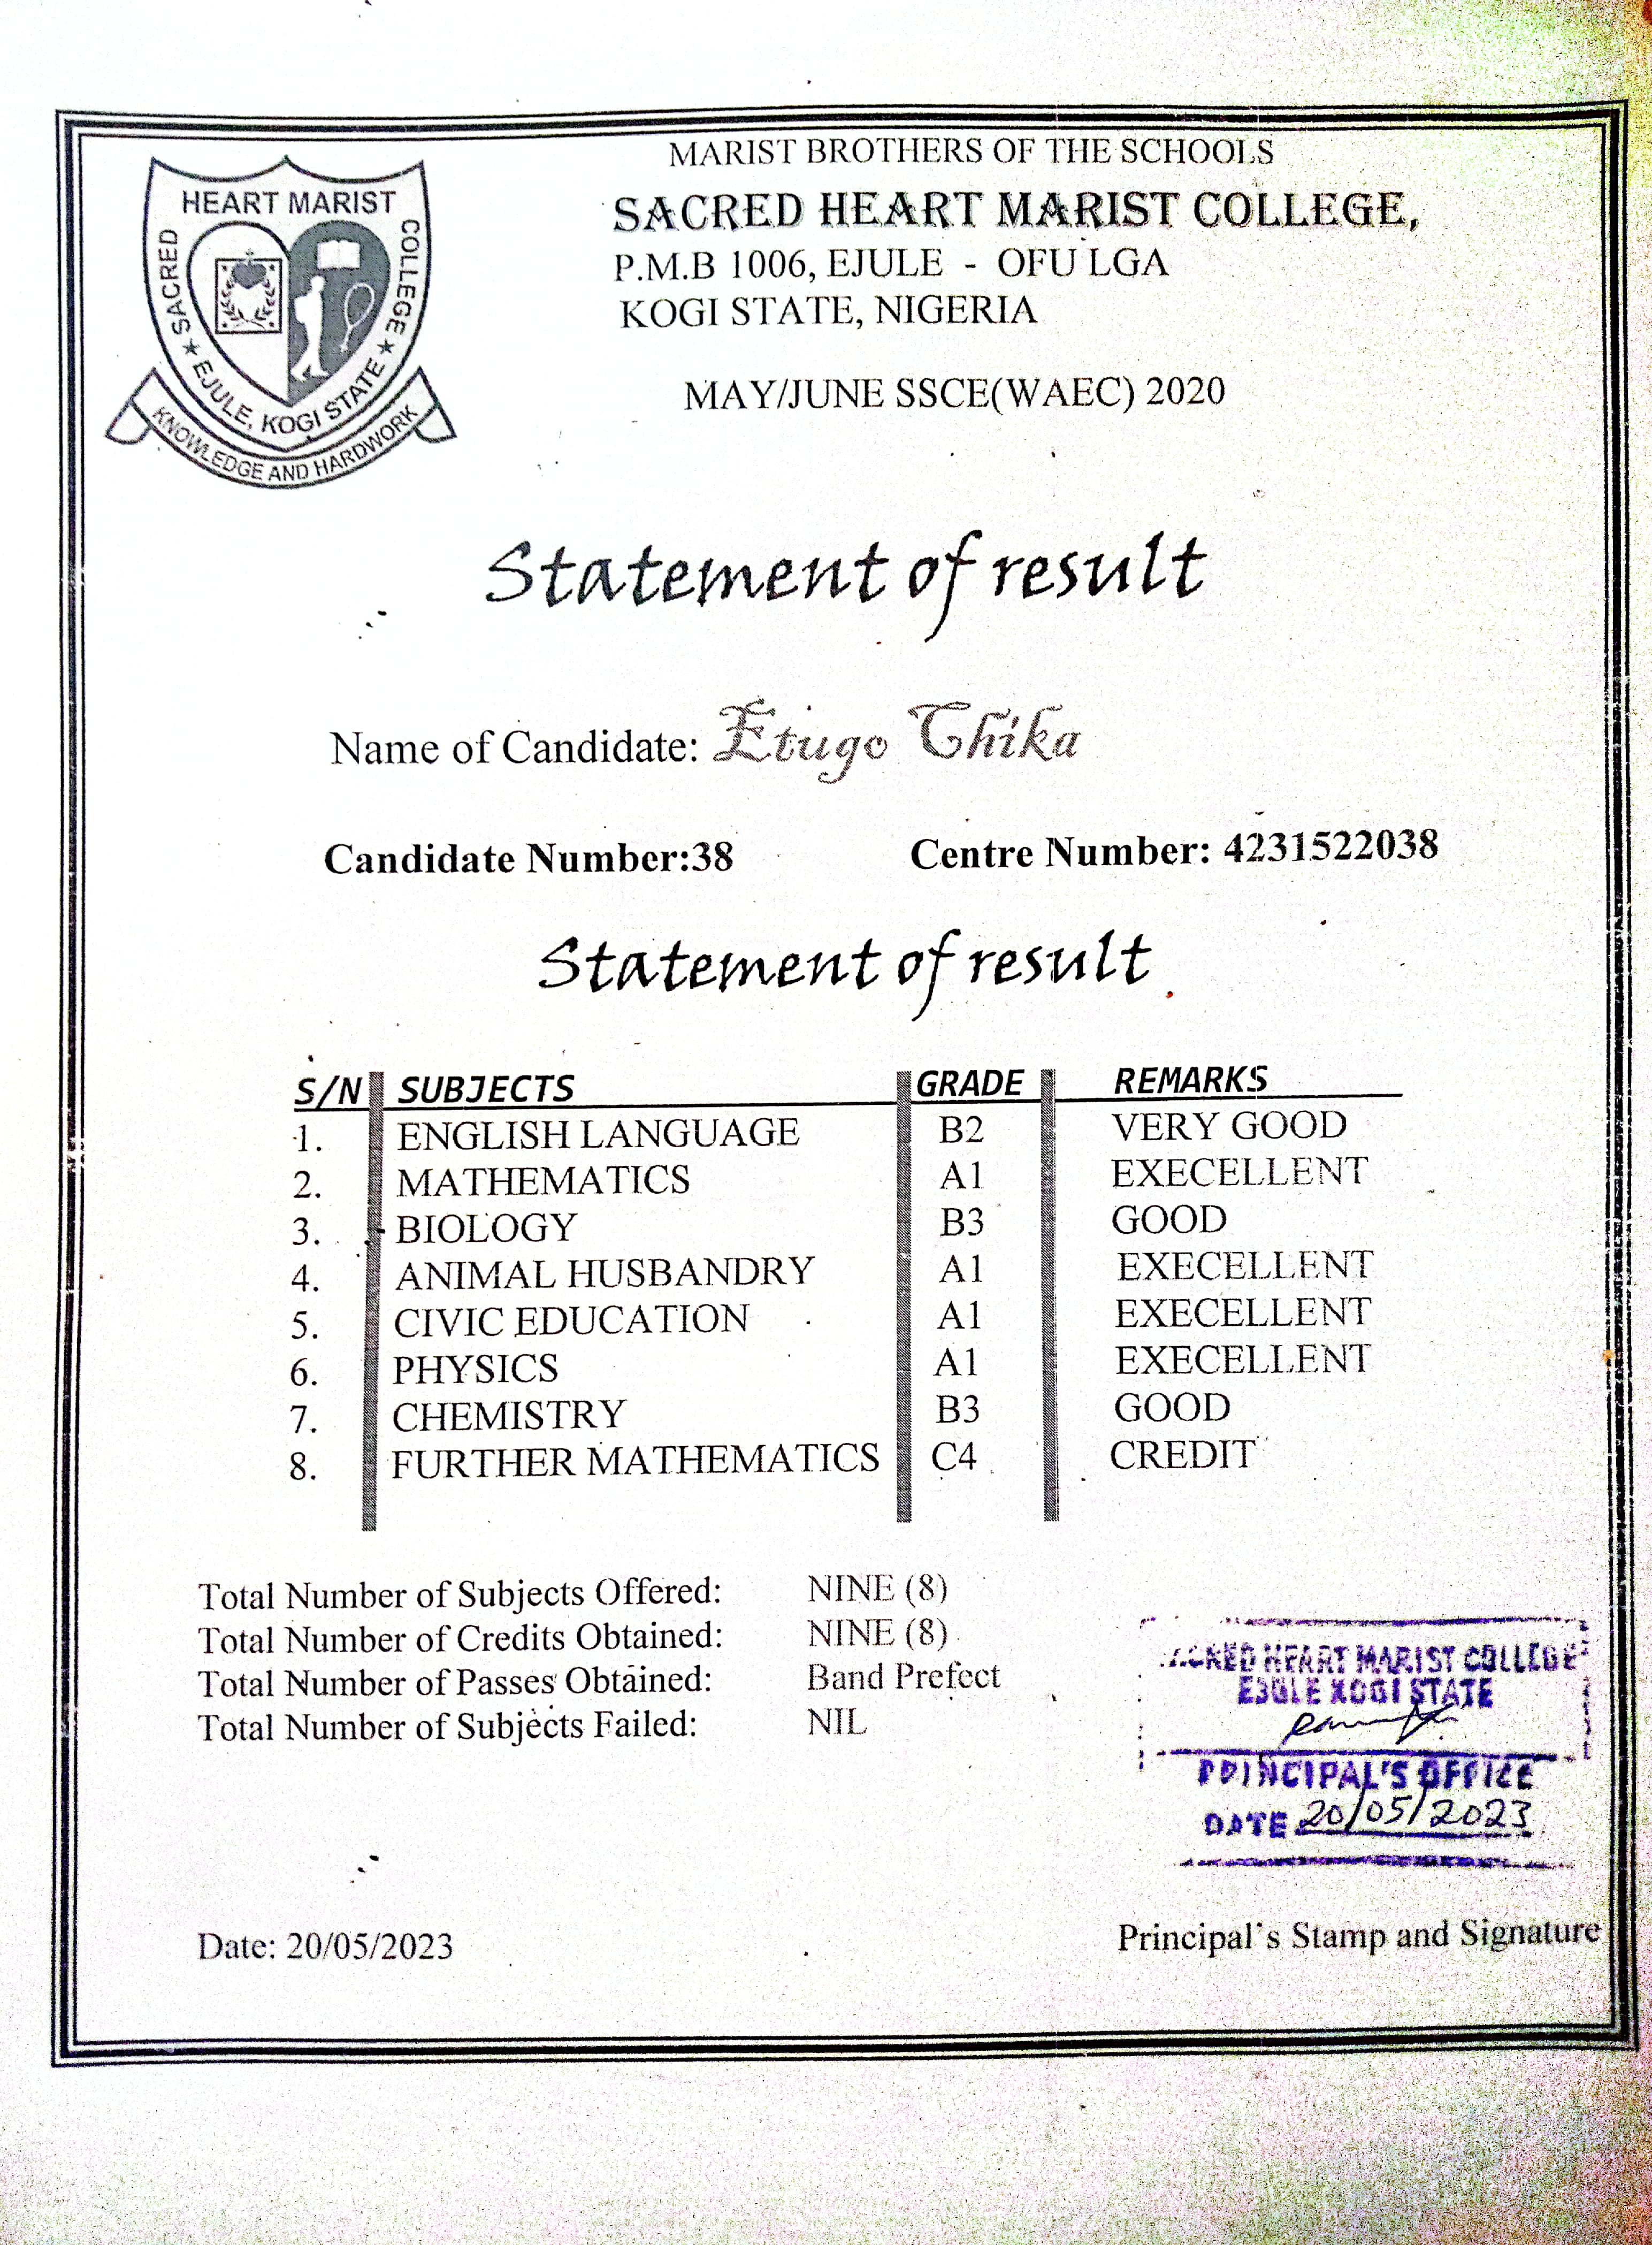 HEART MARIST
SACRED
COLLEGE
EJULE, KOGI STATE
KNOWLEDGE AND HARDWORK
MARIST BROTHERS OF THE SCHOOLS
SACRED HEART MARIST COLLEGE,
P.M.B 1006, EJULE - OFU LGA
KOGI STATE, NIGERIA
MAY/JUNE SSCE(WAEC) 2020
Statement of result
Name of Candidate: Etugo Chika
Candidate Number:38 Centre Number: 4231522038
Statement of result
S/N SUBJECTS GRADE REMARKS
1. ENGLISH LANGUAGE B2 VERY GOOD
2. MATHEMATICS A1 EXECELLENT
3. BIOLOGY B3 GOOD
4. ANIMAL HUSBANDRY A1 EXECELLENT
5. CIVIC EDUCATION A1 EXECELLENT
6. PHYSICS A1 EXECELLENT
7. CHEMISTRY B3 GOOD
8. FURTHER MATHEMATICS C4 CREDIT
Total Number of Subjects Offered: NINE (8)
Total Number of Credits Obtained: NINE (8)
Total Number of Passes Obtained: Band Prefect
Total Number of Subjects Failed: NIL
SACRED HEART MARIST COLLEGE
EJULE KOGI STATE
PRINCIPAL'S OFFICE
DATE 20/05/2023
Date: 20/05/2023 Principal's Stamp and Signature